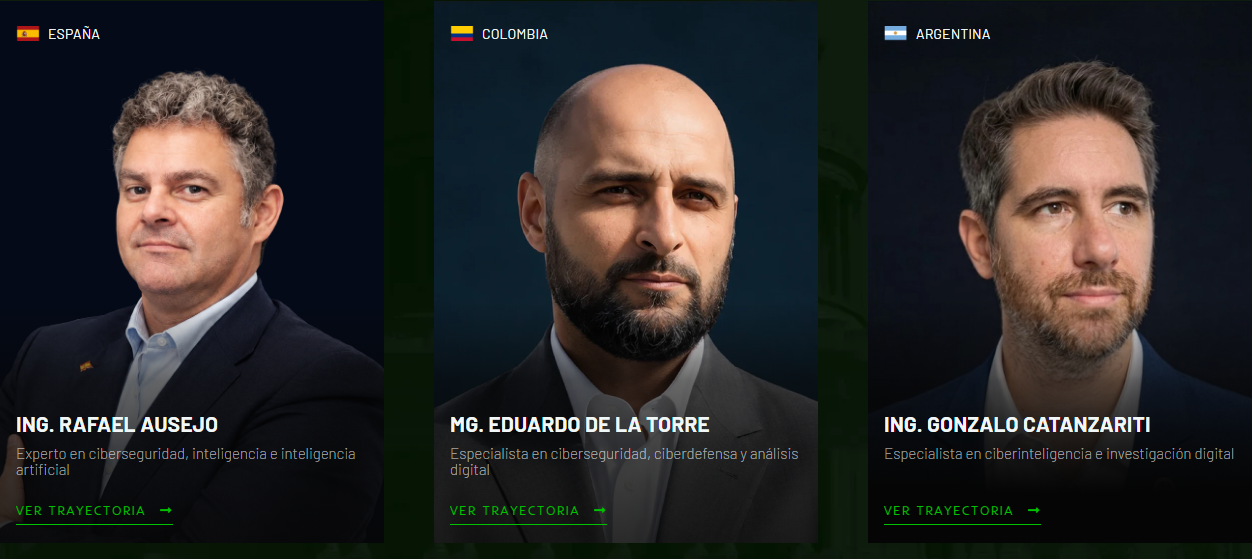 ESPAÑA
ING. RAFAEL AUSEJO
Experto en ciberseguridad, inteligencia e inteligencia
artificial
VER TRAYECTORIA →
COLOMBIA
MG. EDUARDO DE LA TORRE
Especialista en ciberseguridad, ciberdefensa y análisis
digital
VER TRAYECTORIA →
ARGENTINA
ING. GONZALO CATANZARITI
Especialista en ciberinteligencia e investigación digital
VER TRAYECTORIA →